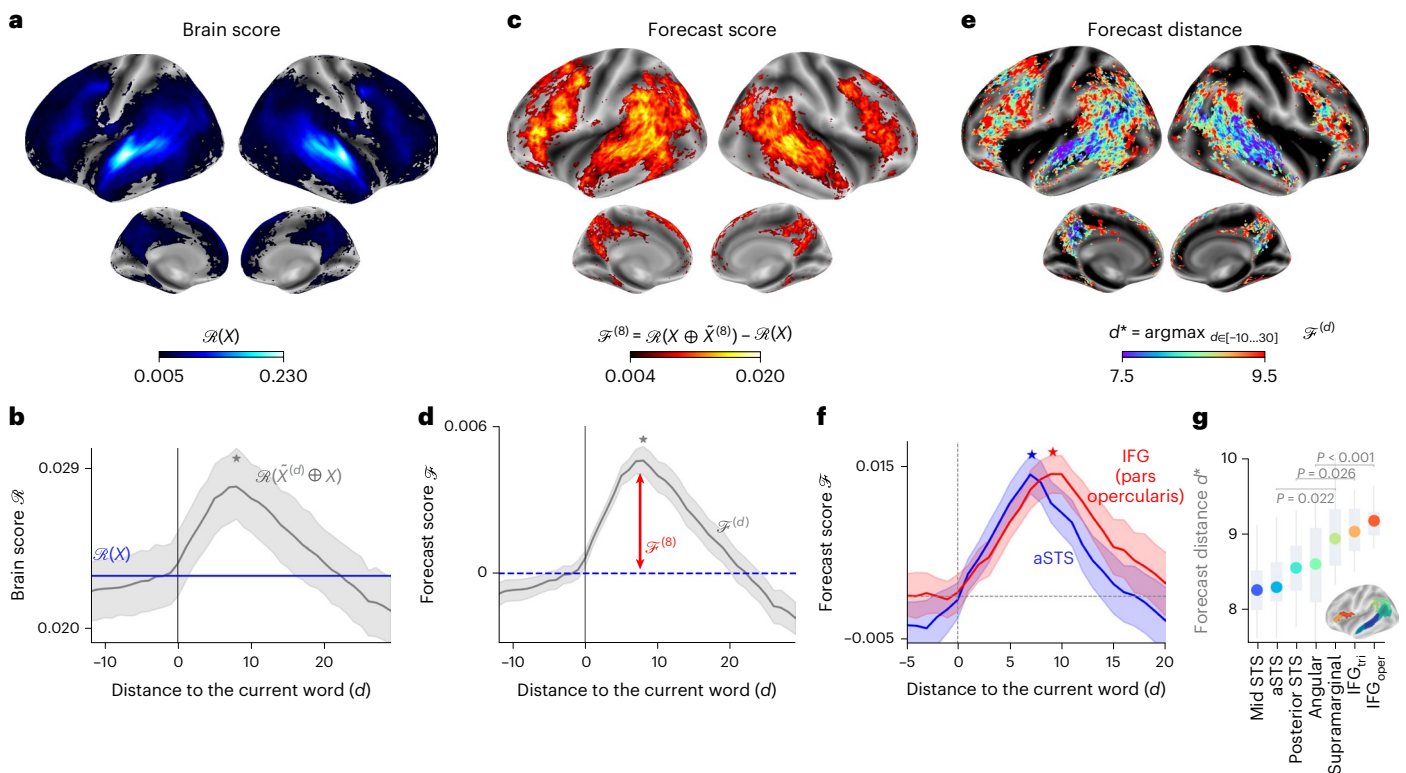 a
Brain score
ℛ(X)
0.005 0.230
c
Forecast score
ℱ⁽⁸⁾ = ℛ(X ⊕ X̃⁽⁸⁾) – ℛ(X)
0.004 0.020
e
Forecast distance
d* = argmax d∈[−10...30] ℱ⁽ᵈ⁾
7.5 9.5
b
Brain score ℛ
0.029
0.020
ℛ(X̃⁽ᵈ⁾ ⊕ X)
ℛ(X)
−10 0 20
Distance to the current word (d)
d
Forecast score ℱ
0.006
0
ℱ⁽ᵈ⁾
ℱ⁽⁸⁾
−10 0 20
Distance to the current word (d)
f
Forecast score ℱ
0.015
−0.005
IFG
(pars
opercularis)
aSTS
−5 0 5 10 15 20
Distance to the current word (d)
g
Forecast distance d*
10
9
8
P < 0.001
P = 0.026
P = 0.022
Mid STS
aSTS
Posterior STS
Angular
Supramarginal
IFGtri
IFGoper